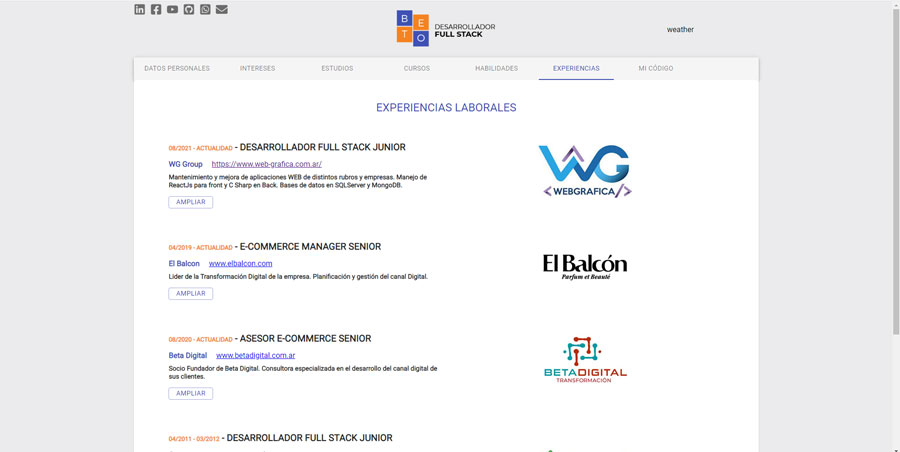 BETO
DESARROLLADOR
FULL STACK
weather
DATOS PERSONALES INTERESES ESTUDIOS CURSOS HABILIDADES EXPERIENCIAS MI CÓDIGO
EXPERIENCIAS LABORALES
08/2021 - ACTUALIDAD - DESARROLLADOR FULL STACK JUNIOR
WG Group https://www.web-grafica.com.ar/
Mantenimiento y mejora de aplicaciones WEB de distintos rubros y empresas. Manejo de
ReactJs para front y C Sharp en Back. Bases de datos en SQLServer y MongoDB.
AMPLIAR
WG
<WEBGRAFICA/>
04/2019 - ACTUALIDAD - E-COMMERCE MANAGER SENIOR
El Balcon www.elbalcon.com
Lider de la Transformación Digital de la empresa. Planificación y gestión del canal Digital.
AMPLIAR
El Balcón
Parfum et Beauté
08/2020 - ACTUALIDAD - ASESOR E-COMMERCE SENIOR
Beta Digital www.betadigital.com.ar
Socio Fundador de Beta Digital. Consultora especializada en el desarrollo del canal digital de
sus clientes.
AMPLIAR
BETADIGITAL
TRANSFORMACIÓN
04/2011 - 03/2012 - DESARROLLADOR FULL STACK JUNIOR